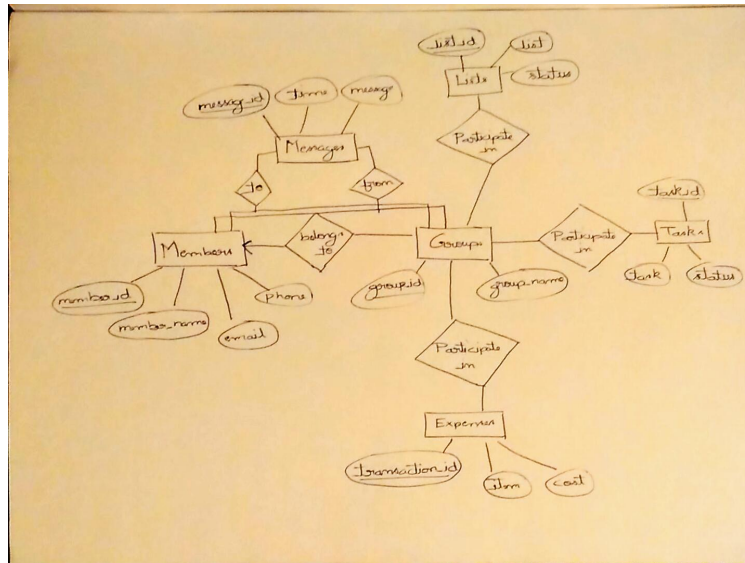 list_id
list
Lists
status
messag_id
time
message
Messages
Participate
in
to
from
task_id
Members
belongs
to
Groups
Participate
in
Tasks
member_id
member_name
email
phone
group_id
group_name
task
status
Participate
in
Expenses
transaction_id
item
cost